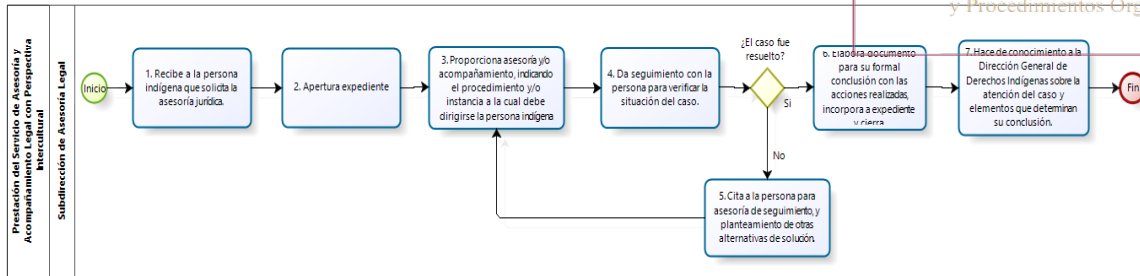 y Procedimientos Org
Prestación del Servicio de Asesoría y
Acompañamiento Legal con Perspectiva
Intercultural
Subdirección de Asesoría Legal
Inicio
1. Recibe a la persona
indígena que solicita la
asesoría jurídica.
2. Apertura expediente
3. Proporciona asesoría y/o
acompañamiento, indicando
el procedimiento y/o
instancia a la cual debe
dirigirse la persona indígena
4. Da seguimiento con la
persona para verificar la
situación del caso.
¿El caso fue
resuelto?
Si
No
5. Cita a la persona para
asesoría de seguimiento, y
planteamiento de otras
alternativas de solución.
6. Elabora documento
para su formal
conclusión con las
acciones realizadas,
incorpora a expediente
y cierra
7. Hace de conocimiento a la
Dirección General de
Derechos Indígenas sobre la
atención del caso y
elementos que determinan
su conclusión.
Fin